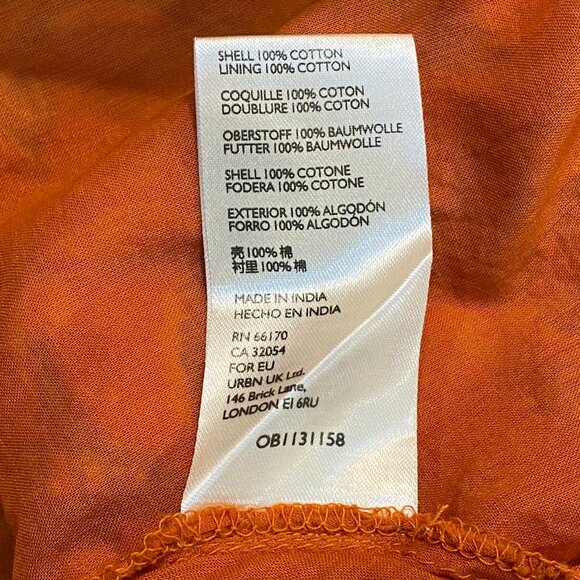 SHELL 100% COTTON
LINING 100% COTTON
COQUILLE 100% COTON
DOUBLURE 100% COTON
OBERSTOFF 100% BAUMWOLLE
FUTTER 100% BAUMWOLLE
SHELL 100% COTONE
FODERA 100% COTONE
EXTERIOR 100% ALGODÓN
FORRO 100% ALGODÓN
壳100% 棉
衬里100% 棉
MADE IN INDIA
HECHO EN INDIA
RN 66170
CA 32054
FOR EU
URBN UK Ltd.
146 Brick Lane,
LONDON E1 6RU
OB1131158